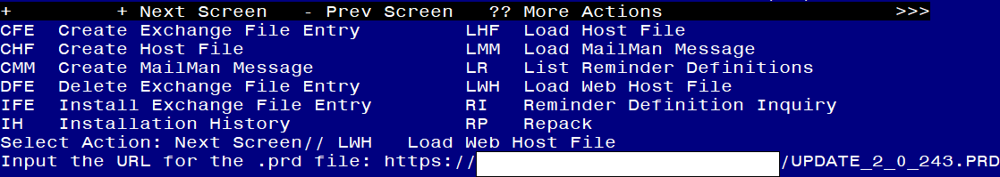 + + Next Screen - Prev Screen ?? More Actions >>>
CFE Create Exchange File Entry LHF Load Host File
CHF Create Host File LMM Load MailMan Message
CMM Create MailMan Message LR List Reminder Definitions
DFE Delete Exchange File Entry LWH Load Web Host File
IFE Install Exchange File Entry RI Reminder Definition Inquiry
IH Installation History RP Repack
Select Action: Next Screen// LWH Load Web Host File
Input the URL for the .prd file: https:// /UPDATE_2_0_243.PRD